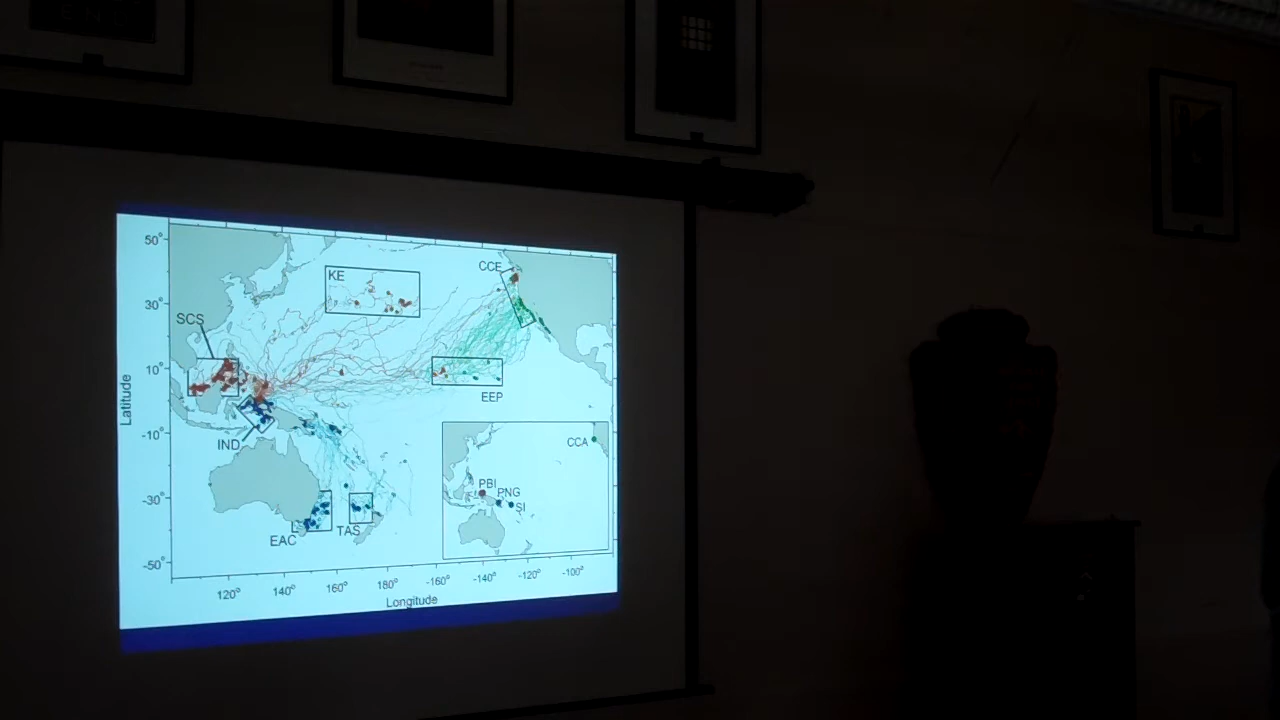 50°
30°
10°
-10°
-30°
-50°
Latitude
KE
CCE
SCS
EEP
IND
EAC
TAS
CCA
PBI
PNG
SI
120° 140° 160° 180° -160° -140° -120° -100°
Longitude